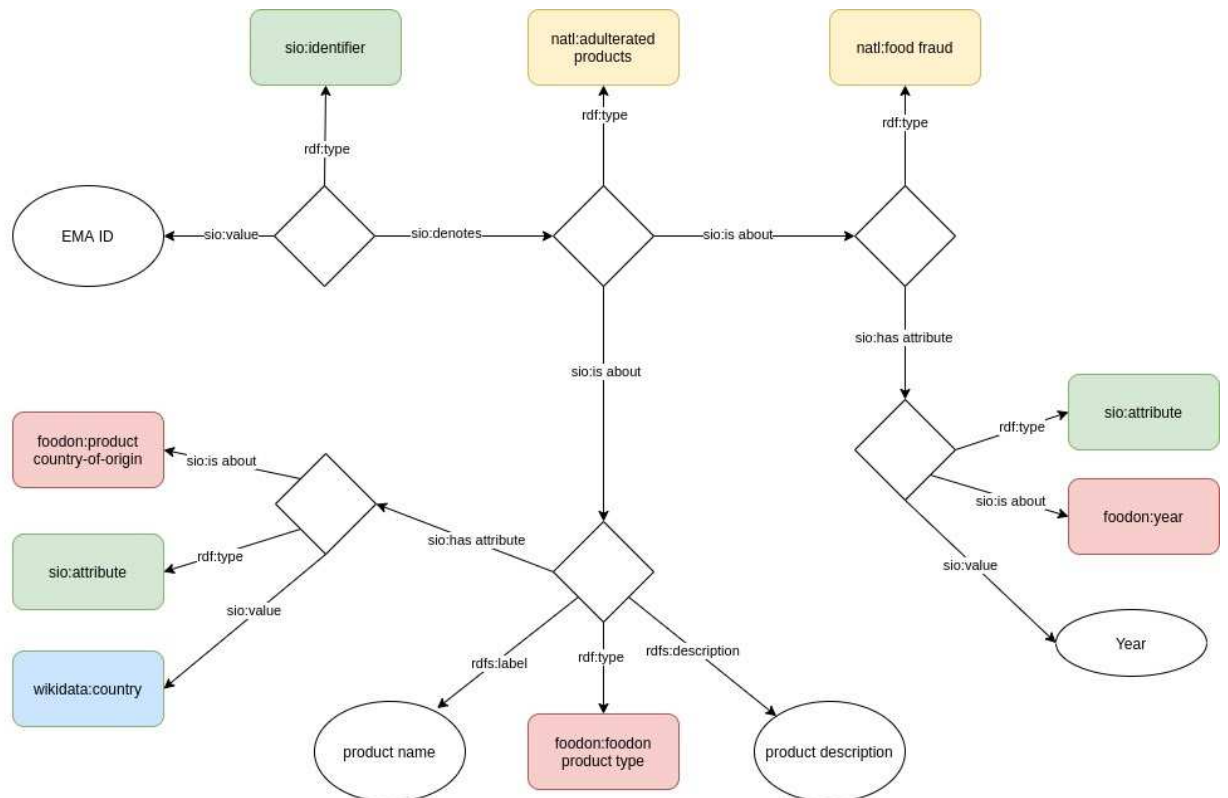 sio:identifier
natl:adulterated
products
natl:food fraud
rdf:type
rdf:type
rdf:type
EMA ID
sio:value
sio:denotes
sio:is about
sio:has attribute
sio:is about
sio:attribute
rdf:type
foodon:product
country-of-origin
sio:is about
sio:is about
foodon:year
sio:has attribute
rdf:type
sio:attribute
sio:value
sio:value
Year
rdfs:label
rdf:type
rdfs:description
wikidata:country
product name
foodon:foodon
product type
product description